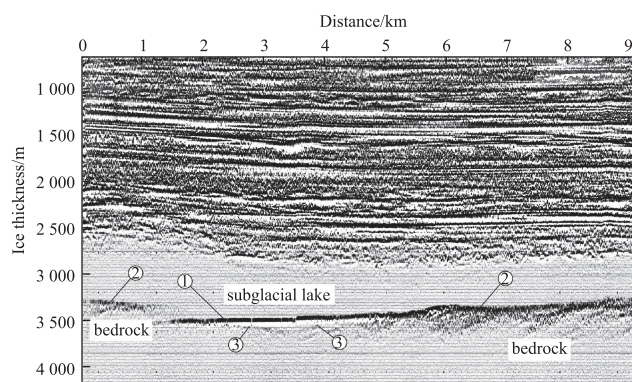 Distance/km
0 1 2 3 4 5 6 7 8 9
Ice thickness/m
1 000
1 500
2 000
2 500
3 000
3 500
4 000
②
①
②
subglacial lake
bedrock
③
③
bedrock